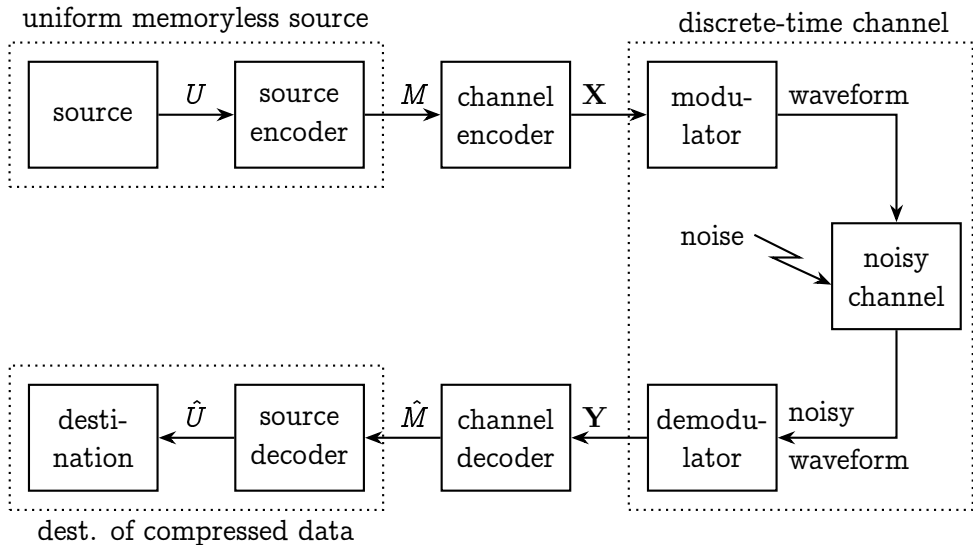 uniform memoryless source
discrete-time channel
source
U
source
encoder
M
channel
encoder
X
modu-
lator
waveform
noise
noisy
channel
desti-
nation
Û
source
decoder
M̂
channel
decoder
Y
demodu-
lator
noisy
waveform
dest. of compressed data